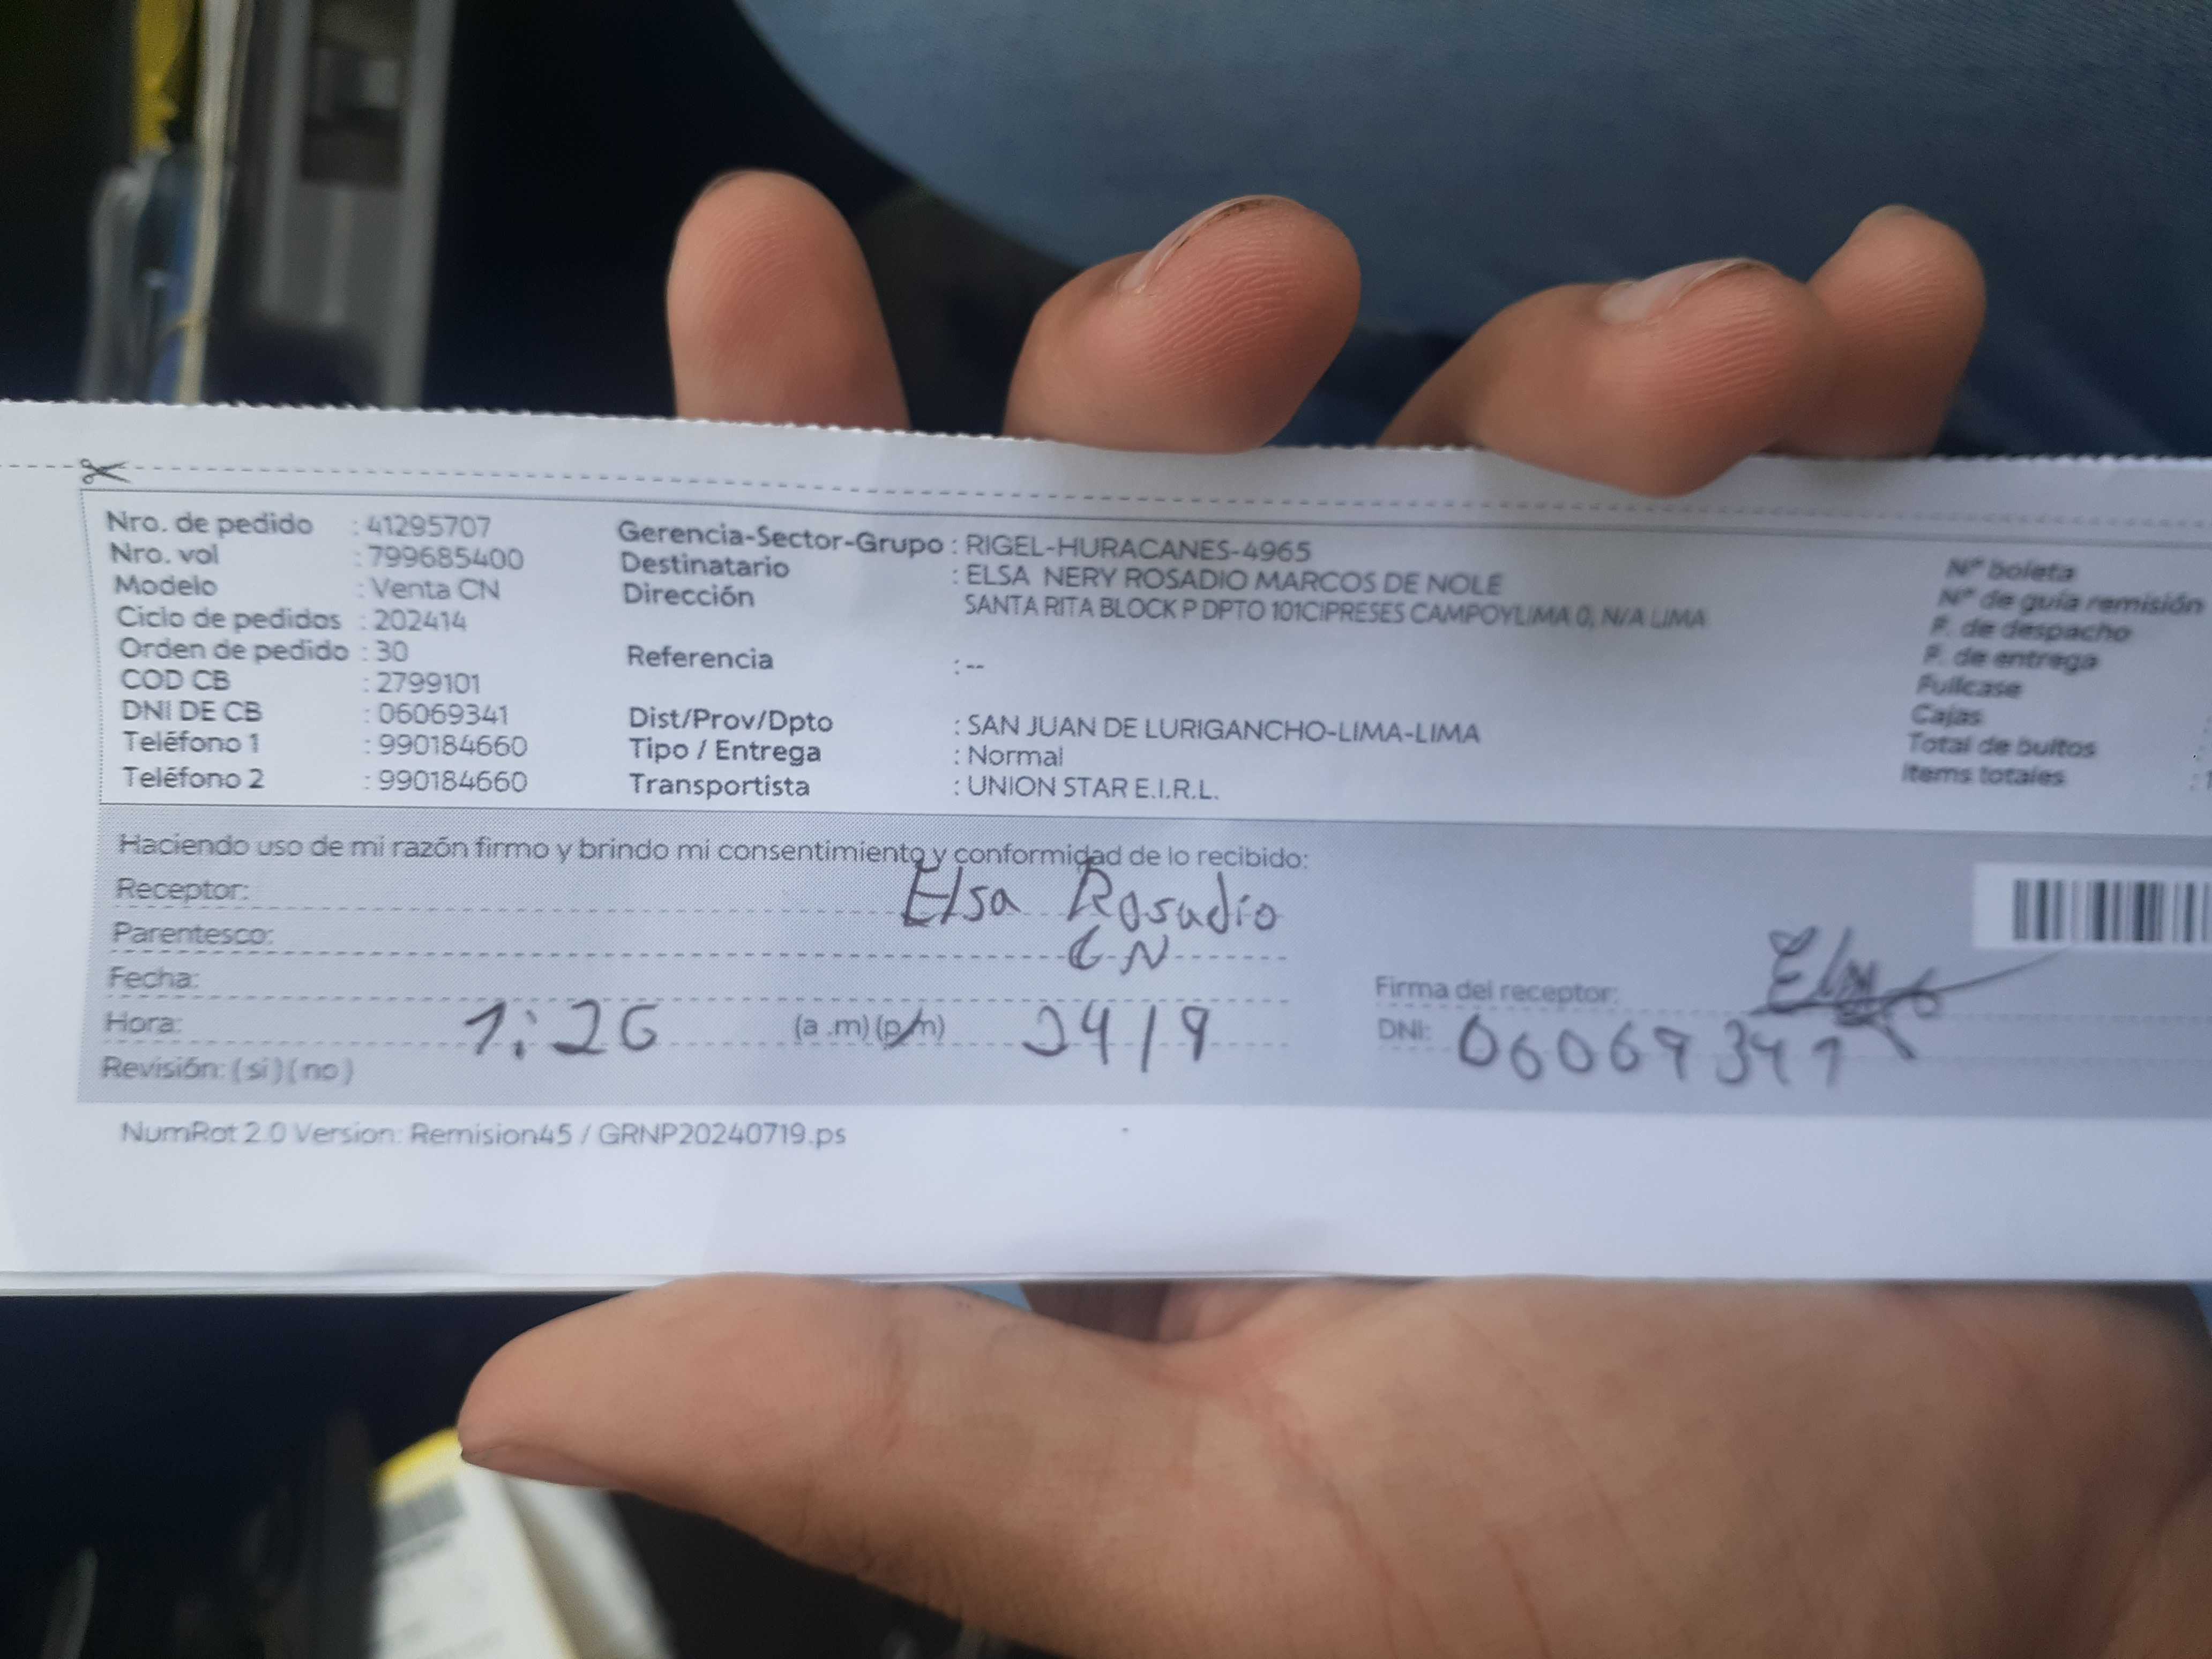 Nro. de pedido : 41295707
Nro. vol : 799685400
Modelo : Venta CN
Ciclo de pedidos : 202414
Orden de pedido : 30
COD CB : 2799101
DNI DE CB : 06069341
Teléfono 1 : 990184660
Teléfono 2 : 990184660
Gerencia-Sector-Grupo : RIGEL-HURACANES-4965
Destinatario : ELSA NERY ROSADIO MARCOS DE NOLE
Dirección SANTA RITA BLOCK P DPTO 101CIPRESES CAMPOYLIMA 0, N/A LIMA
Referencia : --
Dist/Prov/Dpto : SAN JUAN DE LURIGANCHO-LIMA-LIMA
Tipo / Entrega : Normal
Transportista : UNION STAR E.I.R.L.
N° boleta
N° de guía remisión
F. de despacho
F. de entrega
Fullcase
Cajas
Total de bultos
Items totales : 1
Haciendo uso de mi razón firmo y brindo mi consentimiento y conformidad de lo recibido:
Receptor: Elsa Rosadio
Parentesco: CN
Fecha:
Hora: 1:26 (a .m) (p/m) 24/9
Revisión: (si) (no)
Firma del receptor:
DNI: 06069341
NumRot 2.0 Version: Remision45 / GRNP20240719.ps